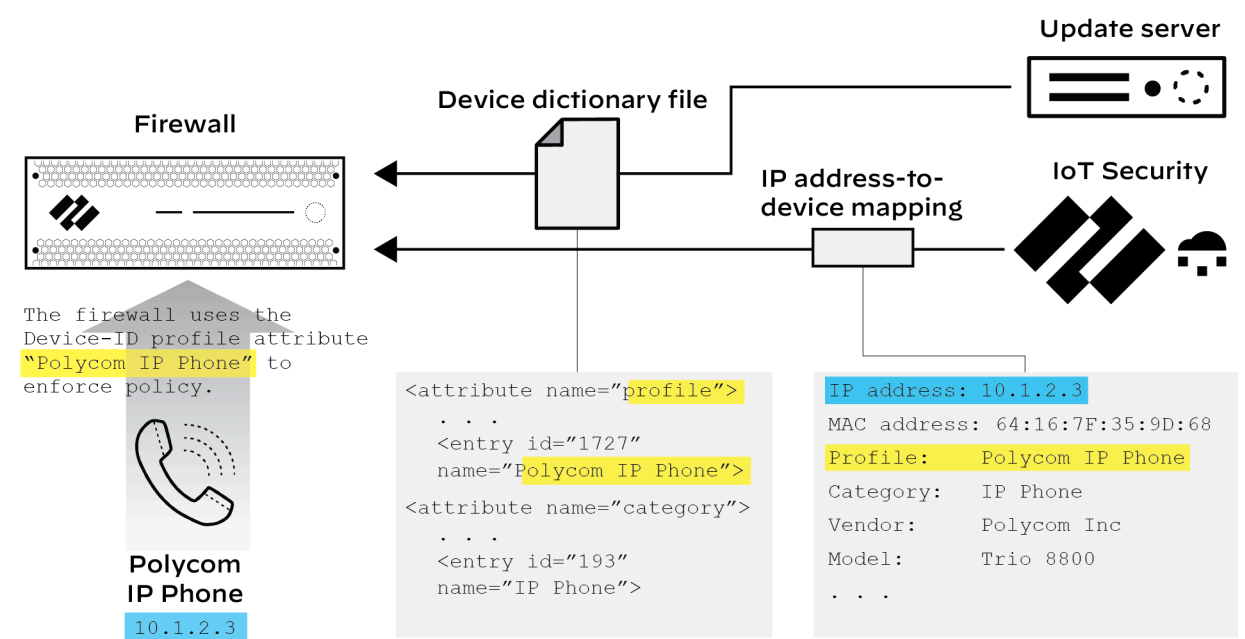 Update server
Device dictionary file
Firewall
IoT Security
IP address-to-
device mapping
The firewall uses the
Device-ID profile attribute
“Polycom IP Phone” to
enforce policy.
<attribute name=”profile”>
. . .
<entry id=”1727”
name=”Polycom IP Phone”>
<attribute name=”category”>
. . .
<entry id=”193”
name=”IP Phone”>
IP address: 10.1.2.3
MAC address: 64:16:7F:35:9D:68
Profile: Polycom IP Phone
Category: IP Phone
Vendor: Polycom Inc
Model: Trio 8800
. . .
Polycom
IP Phone
10.1.2.3